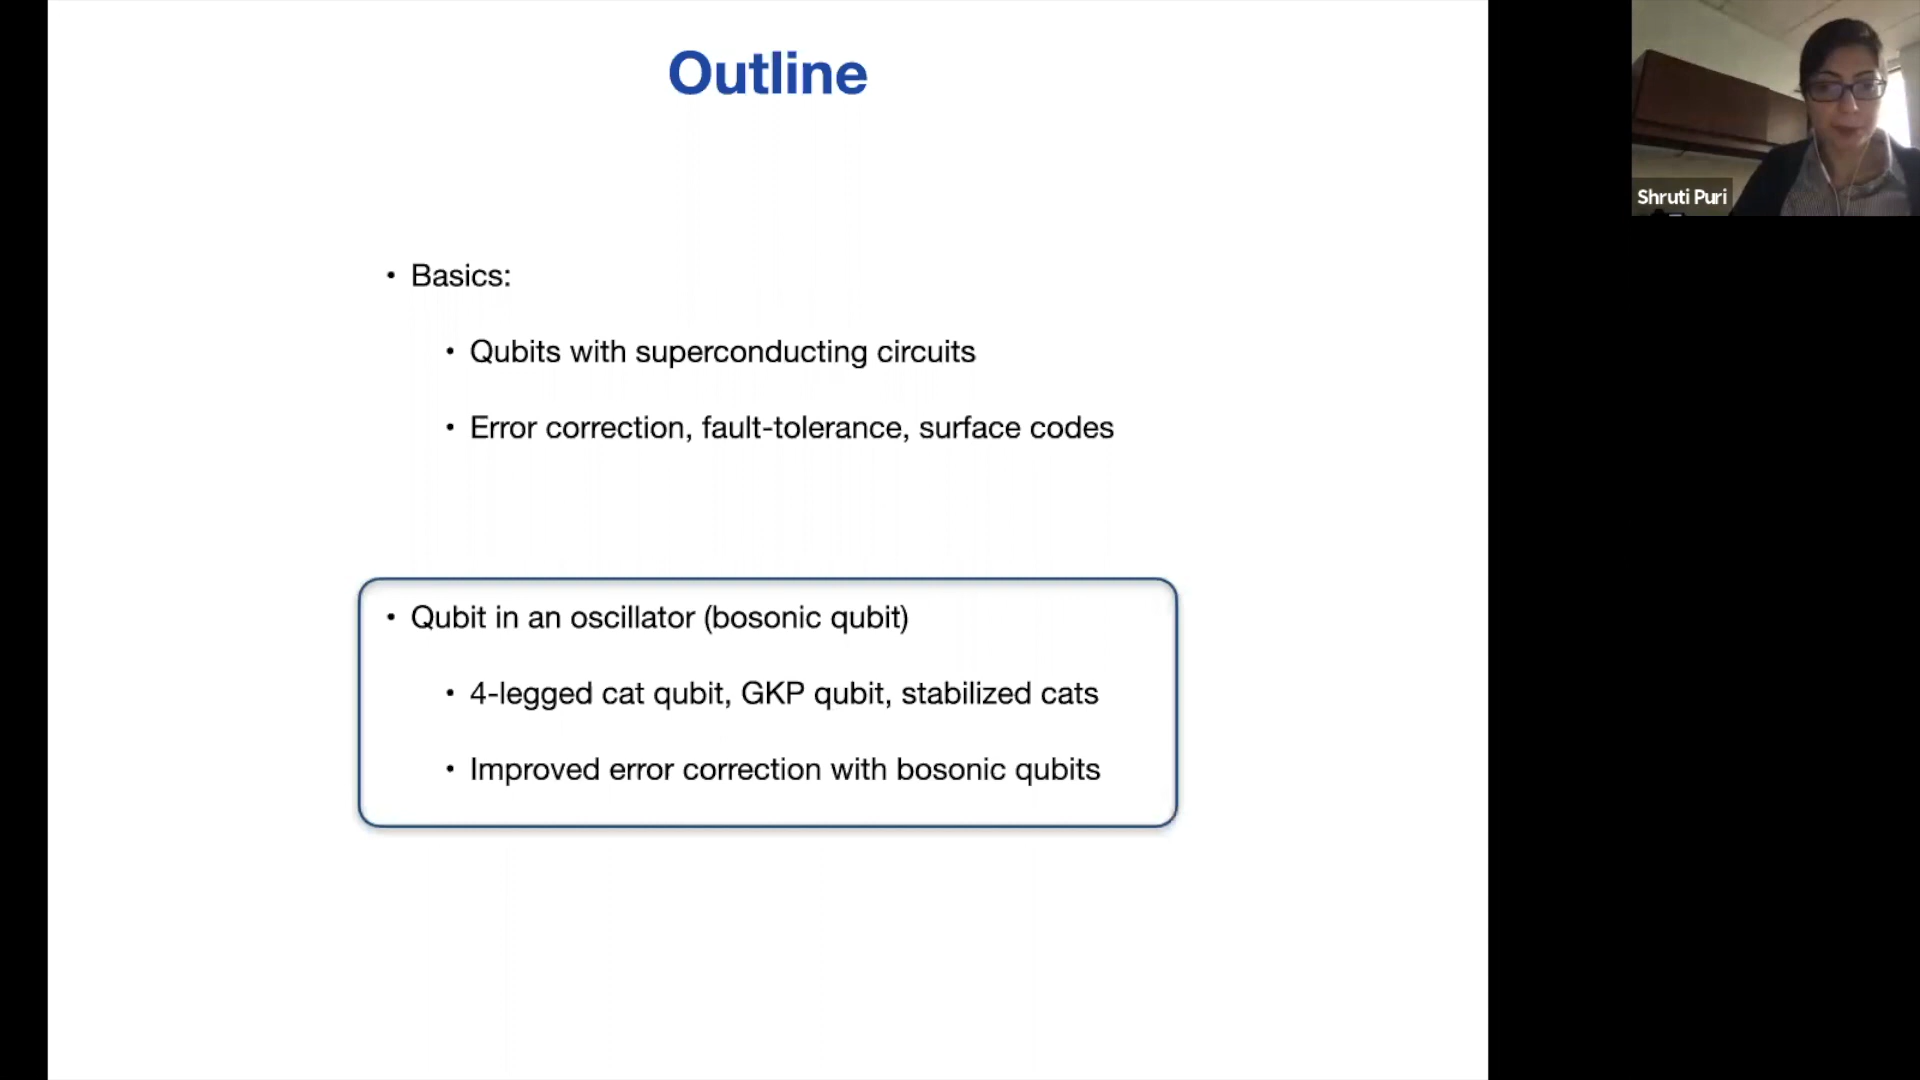 Outline
• Basics:
• Qubits with superconducting circuits
• Error correction, fault-tolerance, surface codes
• Qubit in an oscillator (bosonic qubit)
• 4-legged cat qubit, GKP qubit, stabilized cats
• Improved error correction with bosonic qubits
Shruti Puri